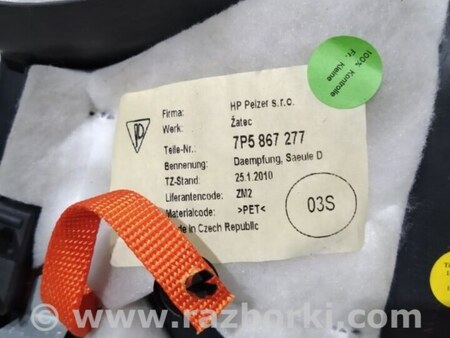 100% Kontrolle
Fr. Kleine
Firma: HP Pelzer s.r.o.
Werk: Žatec
Teile-Nr.: 7P5 867 277
Benennung: Daempfung, Saeule D
TZ-Stand: 25.1.2010
Lieferantencode: ZM2
Materialcode: >PET<
03S
in Czech Republic
www.razborki.com